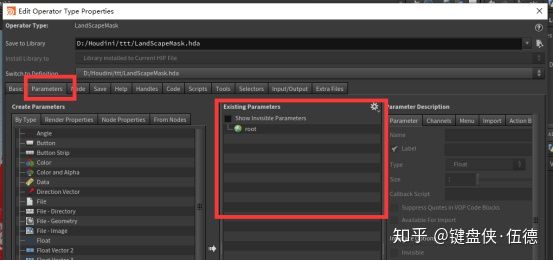 Edit Operator Type Properties
Operator Type: LandScapeMask
Save to Library D:/Houdini/ttt/LandScapeMask.hda
Install Library to Library installed to Current HIP File
Switch to Definition D:/Houdini/ttt/LandScapeMask.hda
Basic Parameters Node Save Help Handles Code Scripts Tools Selectors Input/Output Extra Files
Create Parameters Existing Parameters Parameter Description
By Type Render Properties Node Properties From Nodes Show Invisible Parameters Parameter Channels Menu Import Action B
Angle root Name
Button Label
Button Strip
Color Type Float
Color and Alpha
Data Size
Direction Vector
File Callback Script
File - Directory
File - Geometry Suppress Quotes in VOP Code Blocks
File - Image Available For Import
Float
Float Vector 2
Float Vector 3 Invisible
知乎 @键盘侠·伍德